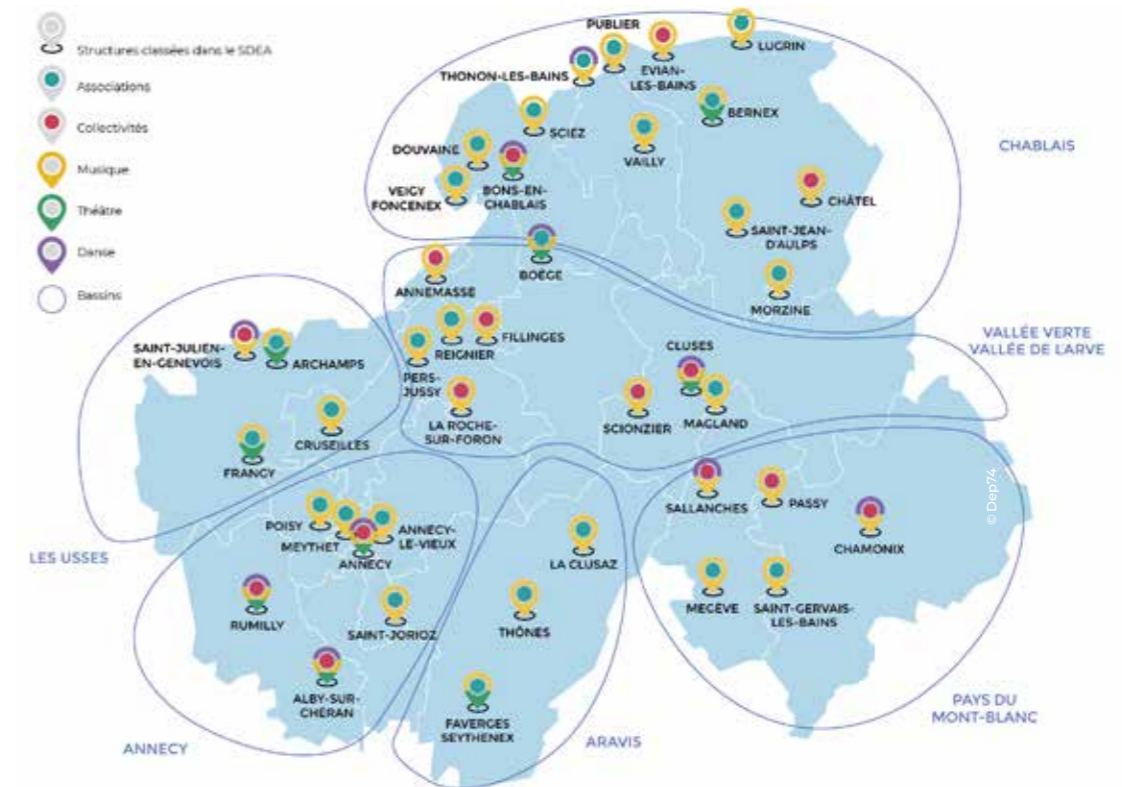 Structures classées dans le SDEA
Associations
Collectivités
Musique
Théâtre
Danse
Bassins
PUBLIER
LUGRIN
THONON-LES-BAINS
EVIAN-
LES-BAINS
BERNEX
SCIEZ
DOUVAINE
VAILLY
CHABLAIS
VEIGY
FONCENEX
BONS-EN-
CHABLAIS
CHÂTEL
SAINT-JEAN-
D'AULPS
BOËGE
ANNEMASSE
MORZINE
VALLÉE VERTE
VALLÉE DE L'ARVE
SAINT-JULIEN-
EN-GENEVOIS
ARCHAMPS
FILLINGES
REIGNIER
CLUSES
PERS-
JUSSY
LA ROCHE-
SUR-FORON
SCIONZIER
MAGLAND
CRUSEILLES
FRANGY
SALLANCHES
PASSY
© Dep74
CHAMONIX
POISY
MEYTHET
ANNECY-
LE-VIEUX
ANNECY
LA CLUSAZ
LES USSES
RUMILLY
SAINT-JORIOZ
THÔNES
MEGÈVE
SAINT-GERVAIS-
LES-BAINS
ALBY-SUR-
CHÉRAN
FAVERGES
SEYTHENEX
PAYS DU
MONT-BLANC
ANNECY
ARAVIS